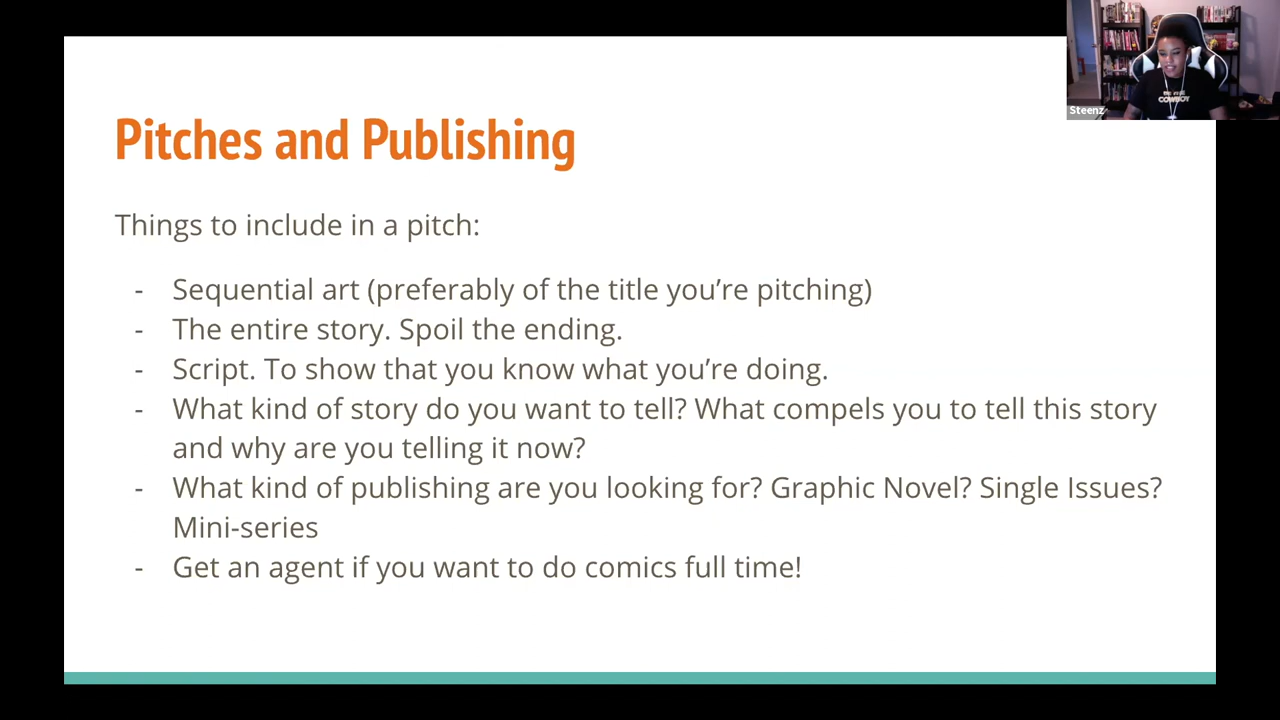 Pitches and Publishing
Things to include in a pitch:
- Sequential art (preferably of the title you’re pitching)
- The entire story. Spoil the ending.
- Script. To show that you know what you’re doing.
- What kind of story do you want to tell? What compels you to tell this story
and why are you telling it now?
- What kind of publishing are you looking for? Graphic Novel? Single Issues?
Mini-series
- Get an agent if you want to do comics full time!
COWBOY
Steenz